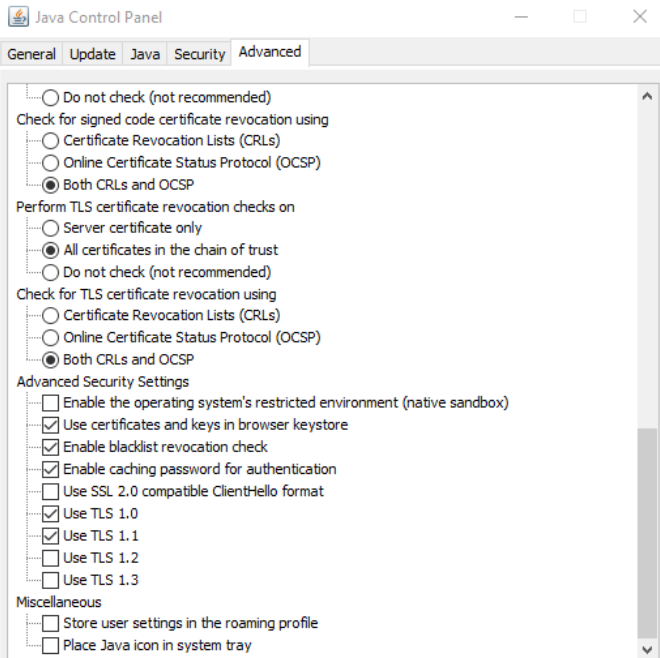 Java Control Panel
General Update Java Security Advanced
Do not check (not recommended)
Check for signed code certificate revocation using
Certificate Revocation Lists (CRLs)
Online Certificate Status Protocol (OCSP)
Both CRLs and OCSP
Perform TLS certificate revocation checks on
Server certificate only
All certificates in the chain of trust
Do not check (not recommended)
Check for TLS certificate revocation using
Certificate Revocation Lists (CRLs)
Online Certificate Status Protocol (OCSP)
Both CRLs and OCSP
Advanced Security Settings
Enable the operating system's restricted environment (native sandbox)
Use certificates and keys in browser keystore
Enable blacklist revocation check
Enable caching password for authentication
Use SSL 2.0 compatible ClientHello format
Use TLS 1.0
Use TLS 1.1
Use TLS 1.2
Use TLS 1.3
Miscellaneous
Store user settings in the roaming profile
Place Java icon in system tray